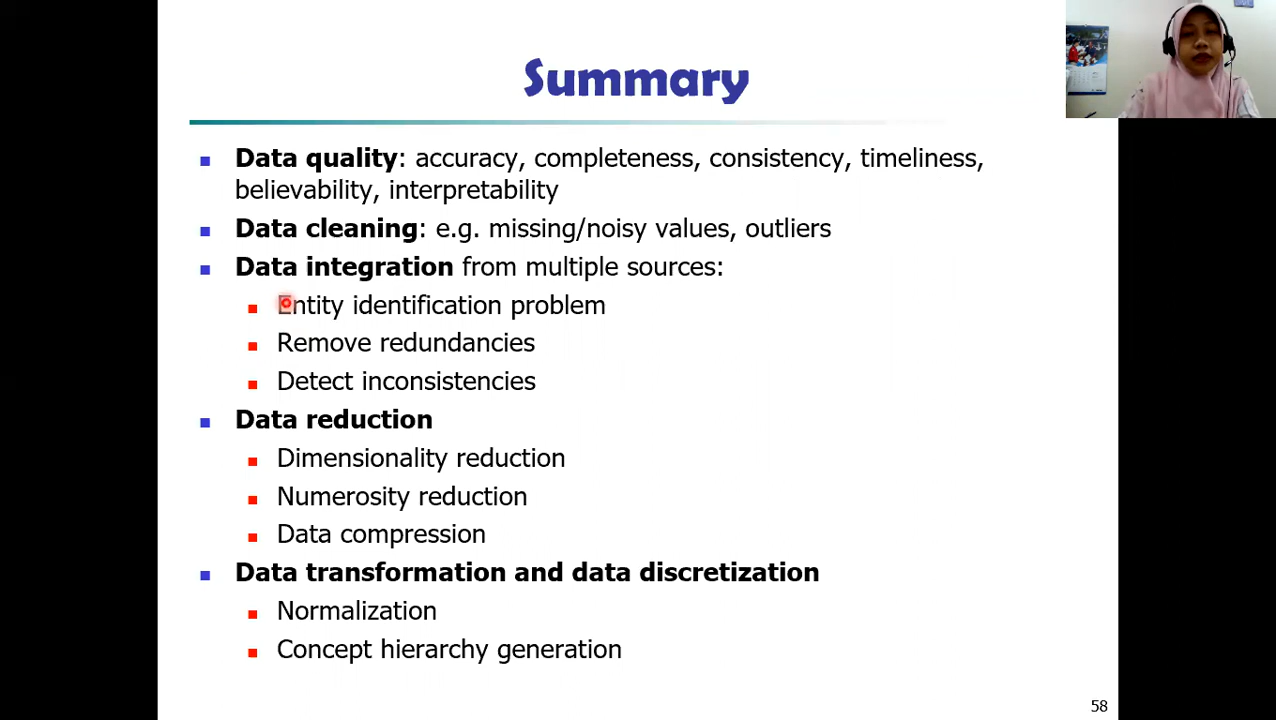 Summary
Data quality: accuracy, completeness, consistency, timeliness,
believability, interpretability
Data cleaning: e.g. missing/noisy values, outliers
Data integration from multiple sources:
Entity identification problem
Remove redundancies
Detect inconsistencies
Data reduction
Dimensionality reduction
Numerosity reduction
Data compression
Data transformation and data discretization
Normalization
Concept hierarchy generation
58